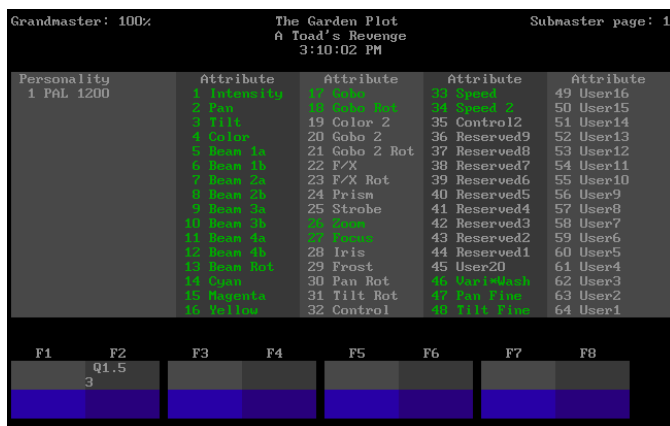 Grandmaster: 100% The Garden Plot Submaster page: 1
A Toad's Revenge
3:10:02 PM
Personality Attribute Attribute Attribute Attribute
1 PAL 1200 1 Intensity 17 Gobo 33 Speed 49 User16
2 Pan 18 Gobo Rot 34 Speed 2 50 User15
3 Tilt 19 Color 2 35 Control2 51 User14
4 Color 20 Gobo 2 36 Reserved9 52 User13
5 Beam 1a 21 Gobo 2 Rot 37 Reserved8 53 User12
6 Beam 1b 22 F/X 38 Reserved7 54 User11
7 Beam 2a 23 F/X Rot 39 Reserved6 55 User10
8 Beam 2b 24 Prism 40 Reserved5 56 User9
9 Beam 3a 25 Strobe 41 Reserved4 57 User8
10 Beam 3b 26 Zoom 42 Reserved3 58 User7
11 Beam 4a 27 Focus 43 Reserved2 59 User6
12 Beam 4b 28 Iris 44 Reserved1 60 User5
13 Beam Rot 29 Frost 45 User20 61 User4
14 Cyan 30 Pan Rot 46 Vari*Wash 62 User3
15 Magenta 31 Tilt Rot 47 Pan Fine 63 User2
16 Yellow 32 Control 48 Tilt Fine 64 User1
F1 F2 F3 F4 F5 F6 F7 F8
Q1.5
3